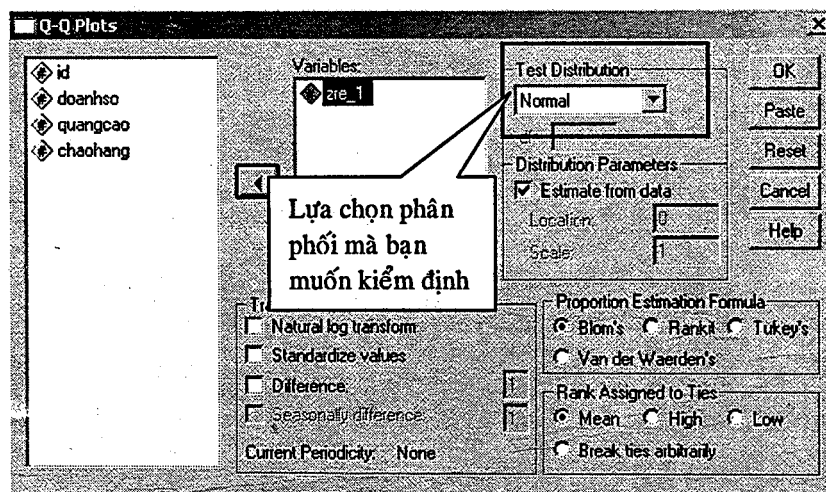 Q-Q Plots
id
doanhso
quangcao
chaohang
Variables:
zre_1
Test Distribution
Normal
df:
Distribution Parameters
Estimate from data
Location: 0
Scale: 1
OK
Paste
Reset
Cancel
Help
Lựa chọn phân
phối mà bạn
muốn kiểm định
Natural log transform
Standardize values
Difference: 1
Seasonally difference: 1
Current Periodicity: None
Proportion Estimation Formula
Blom's Rankit Tukey's
Van der Waerden's
Rank Assigned to Ties
Mean High Low
Break ties arbitrarily